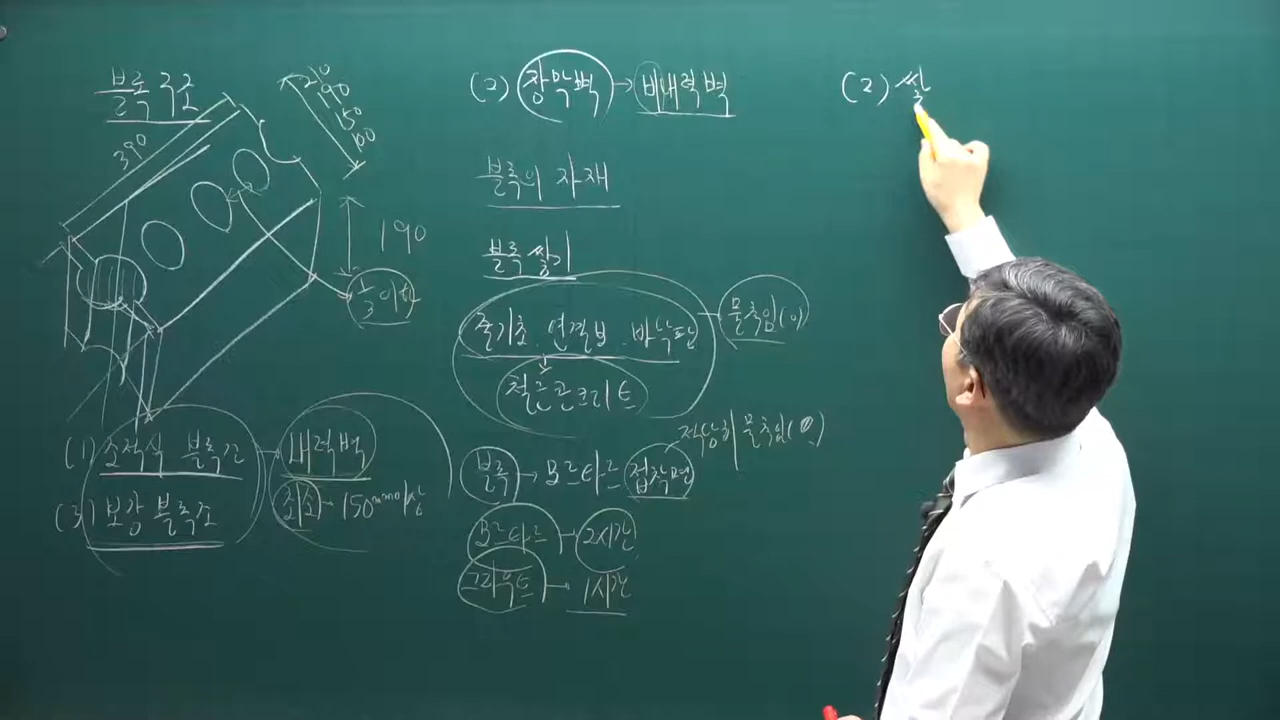 블록구조
390
210
190
150
100
190
1/3이하
(1) 조적식 블록조
내력벽
(3) 보강 블록조
최소 - 150mm이상
(2) 장막벽 → 비내력벽
블록의 자재
블록쌓기
줄기초. 연결보. 바닥판
물축임(O)
철근콘크리트
블록 → 모르타르 접착면
적당히 물축임(O)
모르타르 → 2시간
그라우트 → 1시간
(2)